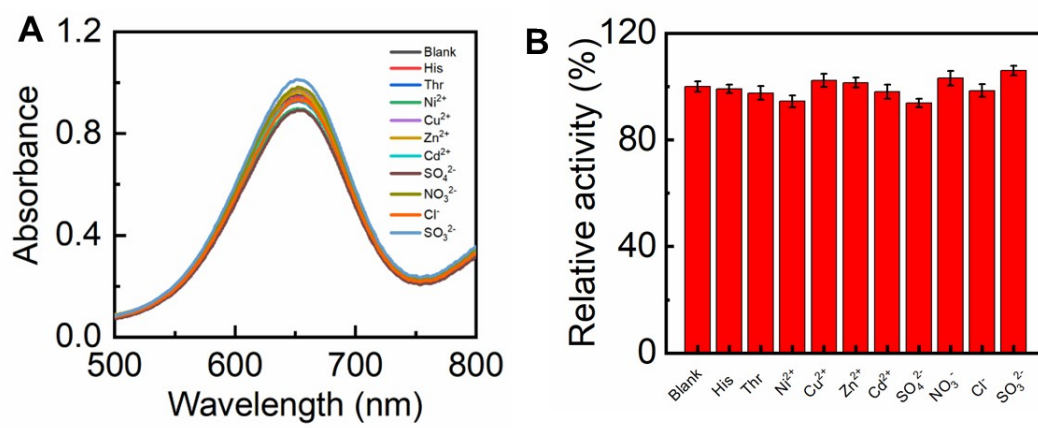 A
1.2
0.8
0.4
0.0
Absorbance
500
600
700
800
Wavelength (nm)
Blank
His
Thr
Ni²⁺
Cu²⁺
Zn²⁺
Cd²⁺
SO₄²⁻
NO₃²⁻
Cl⁻
SO₃²⁻
B
120
80
40
0
Relative activity (%)
Blank
His
Thr
Ni²⁺
Cu²⁺
Zn²⁺
Cd²⁺
SO₄²⁻
NO₃⁻
Cl⁻
SO₃²⁻